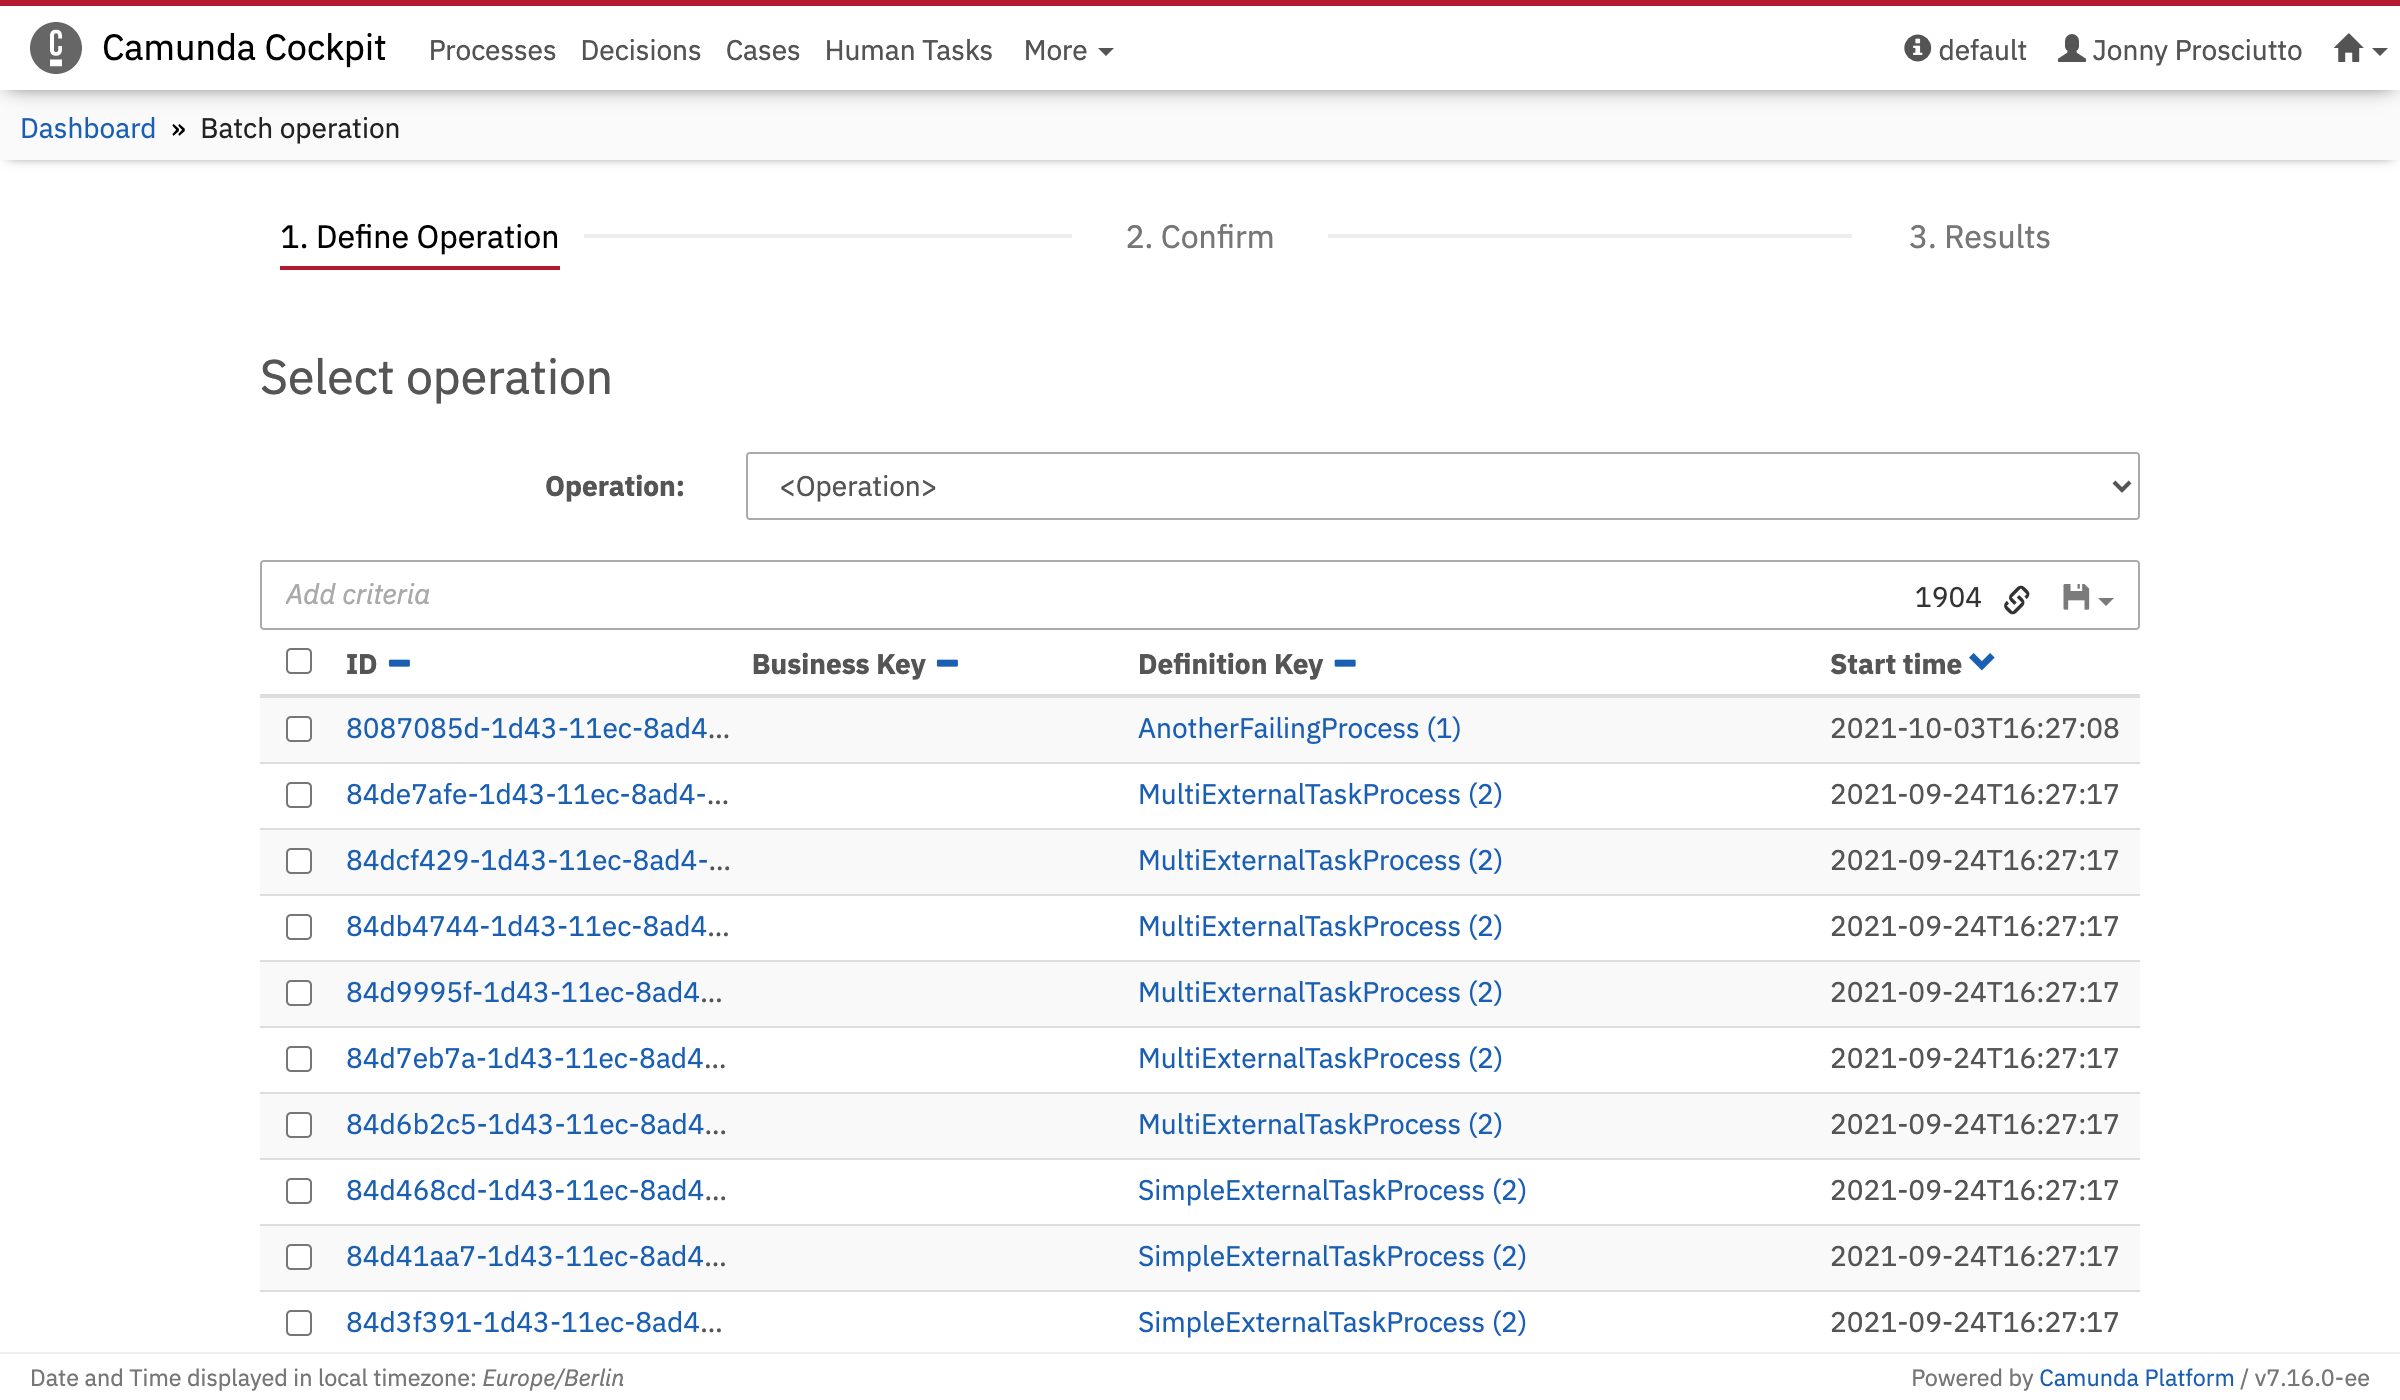 Camunda Cockpit Processes Decisions Cases Human Tasks More default Jonny Prosciutto
Dashboard » Batch operation
1. Define Operation 2. Confirm 3. Results
Select operation
Operation: <Operation>
Add criteria 1904
ID Business Key Definition Key Start time
8087085d-1d43-11ec-8ad4... AnotherFailingProcess (1) 2021-10-03T16:27:08
84de7afe-1d43-11ec-8ad4-... MultiExternalTaskProcess (2) 2021-09-24T16:27:17
84dcf429-1d43-11ec-8ad4-... MultiExternalTaskProcess (2) 2021-09-24T16:27:17
84db4744-1d43-11ec-8ad4... MultiExternalTaskProcess (2) 2021-09-24T16:27:17
84d9995f-1d43-11ec-8ad4... MultiExternalTaskProcess (2) 2021-09-24T16:27:17
84d7eb7a-1d43-11ec-8ad4... MultiExternalTaskProcess (2) 2021-09-24T16:27:17
84d6b2c5-1d43-11ec-8ad4... MultiExternalTaskProcess (2) 2021-09-24T16:27:17
84d468cd-1d43-11ec-8ad4... SimpleExternalTaskProcess (2) 2021-09-24T16:27:17
84d41aa7-1d43-11ec-8ad4... SimpleExternalTaskProcess (2) 2021-09-24T16:27:17
84d3f391-1d43-11ec-8ad4... SimpleExternalTaskProcess (2) 2021-09-24T16:27:17
Date and Time displayed in local timezone: Europe/Berlin Powered by Camunda Platform / v7.16.0-ee